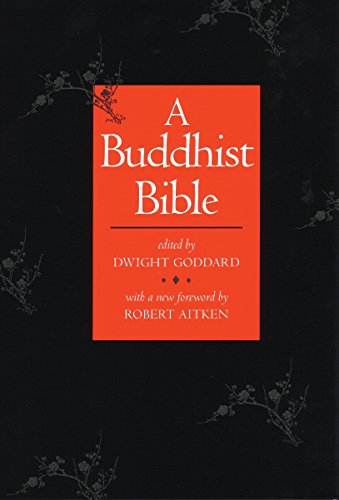 A
Buddhist
Bible
edited by
DWIGHT GODDARD
with a new foreword by
ROBERT AITKEN